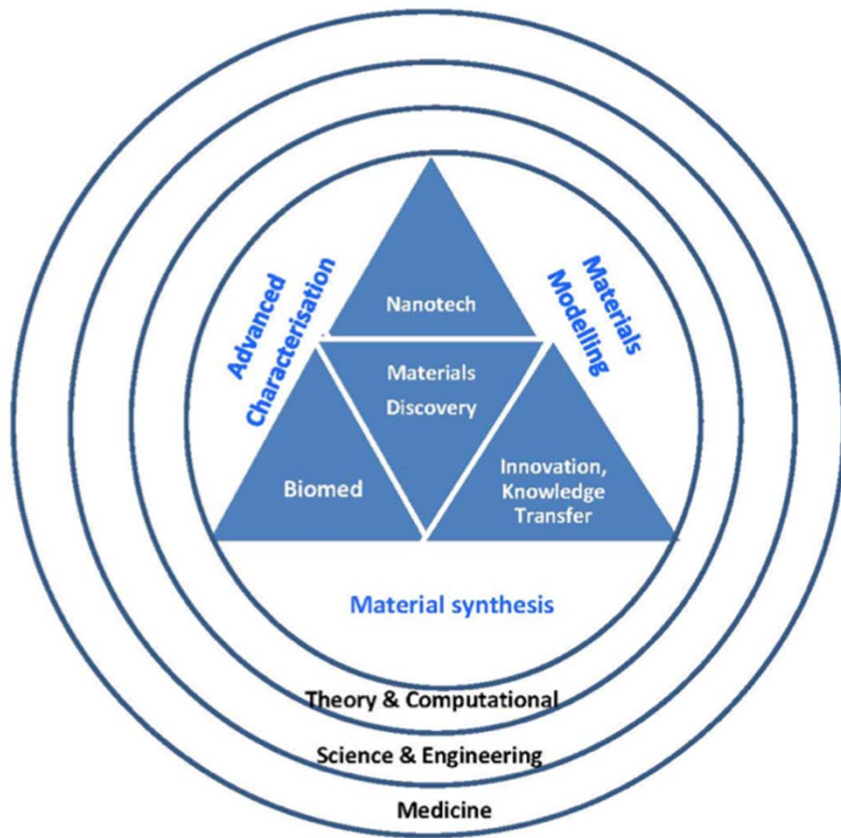 Advanced
Characterisation
Materials
Modelling
Nanotech
Materials
Discovery
Biomed
Innovation,
Knowledge
Transfer
Material synthesis
Theory & Computational
Science & Engineering
Medicine